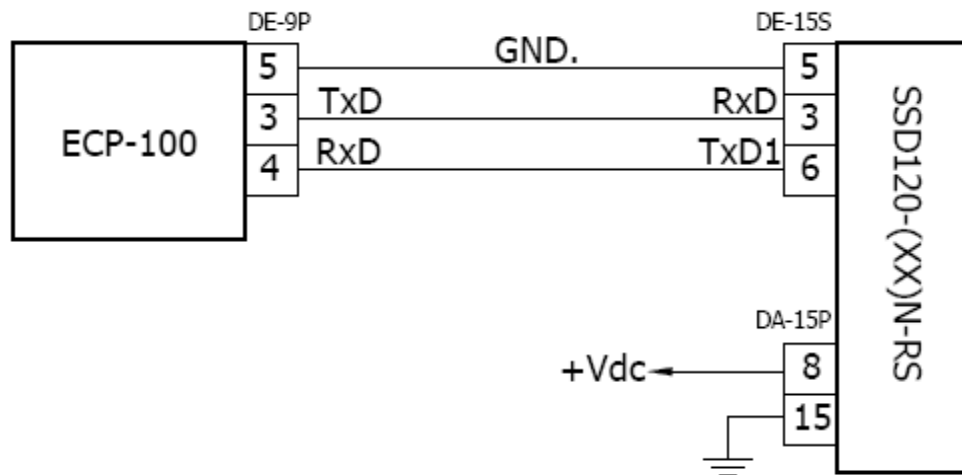 DE-9P
DE-15S
ECP-100
5
GND.
5
3
TxD
RxD
3
4
RxD
TxD1
6
SSD120-(XX)N-RS
DA-15P
+Vdc
8
15